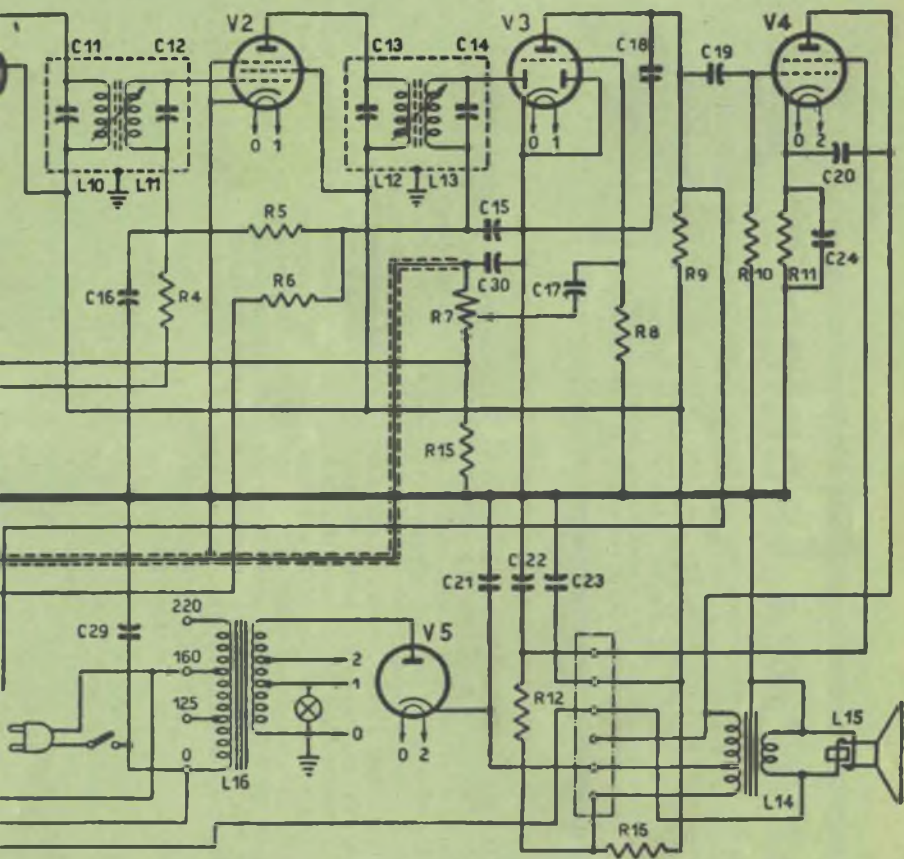 V2
V3
V4
C11
C12
C13
C14
C18
C19
0 1
0 1
0 2
L10
L11
L12
L13
C20
R5
C15
R6
C30
C16
R4
R7
C17
R8
R9
R10
R11
C24
R15
C21
C22
C23
220
C29
V5
160
2
1
125
R12
0
0
0 2
L15
L16
L14
R15